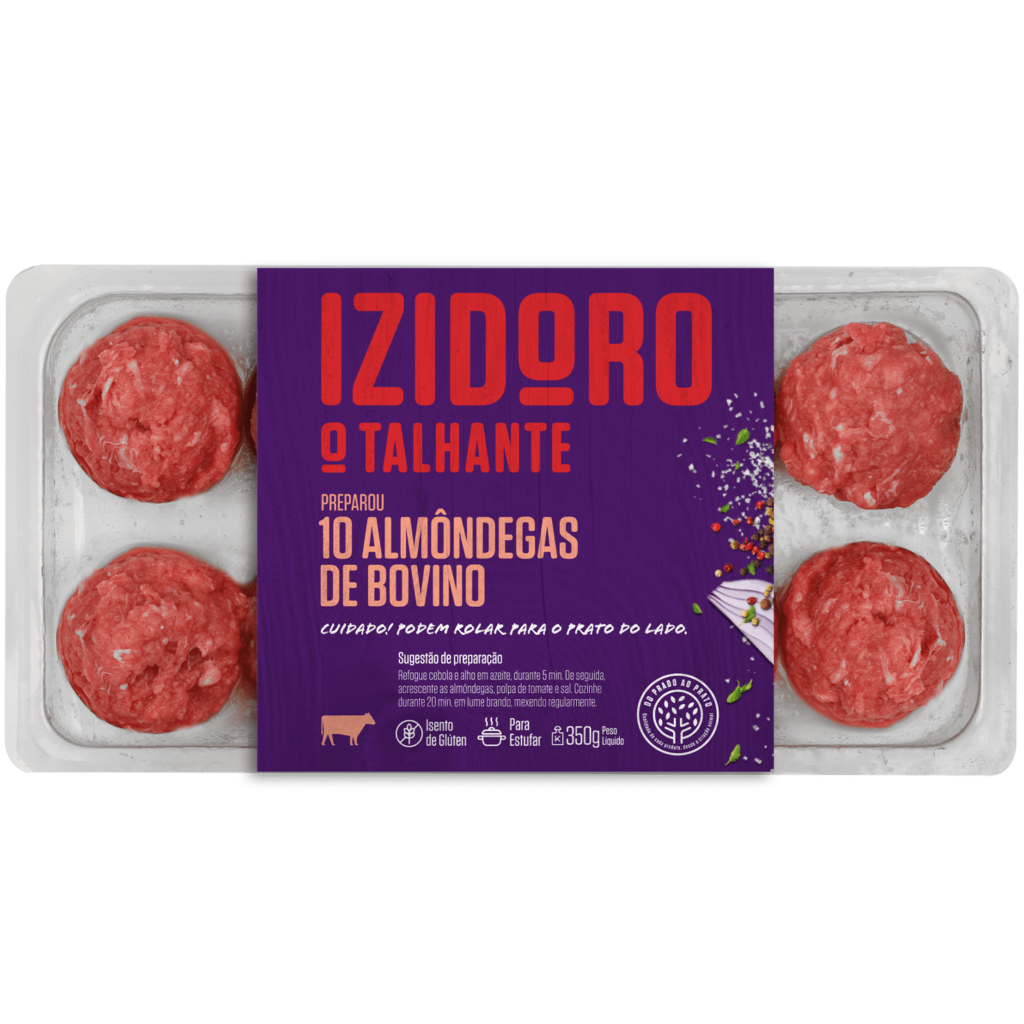 IZIDORO
O TALHANTE
PREPAROU
10 ALMÔNDEGAS
DE BOVINO
CUIDADO! PODEM ROLAR PARA O PRATO DO LADO.
Sugestão de preparação
Refogue cebola e alho em azeite, durante 5 min. De seguida,
acrescente as almôndegas, polpa de tomate e sal. Cozinhe
durante 20 min. em lume brando, mexendo regularmente.
Isento
de Glúten
Para
Estufar
350g
Peso
Líquido
DO PRADO AO PRATO